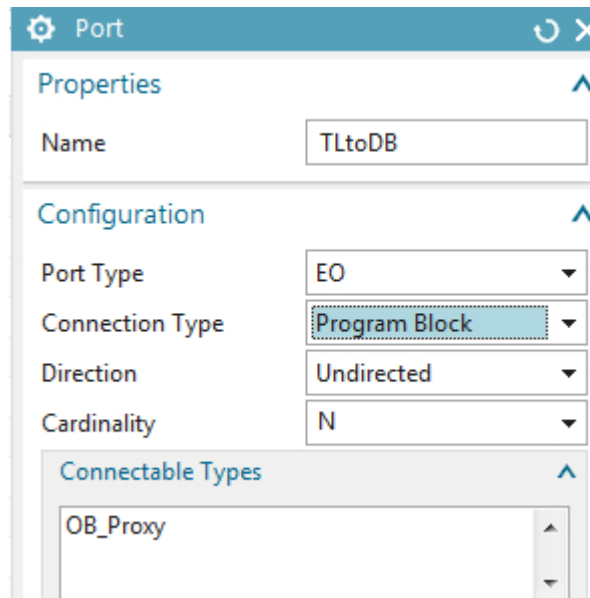 Port
Properties
Name TLtoDB
Configuration
Port Type EO
Connection Type Program Block
Direction Undirected
Cardinality N
Connectable Types
OB_Proxy